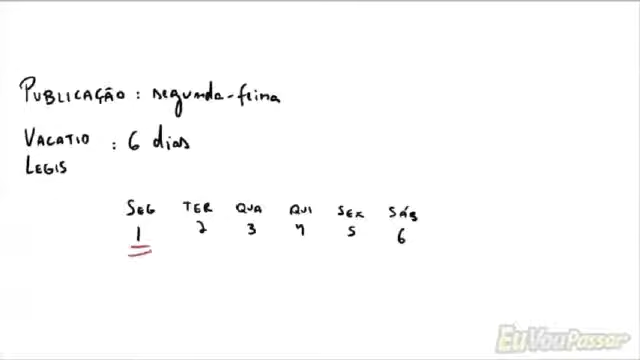 PUBLICAÇÃO : segunda-feira
VACATIO : 6 dias
LEGIS
SEG TER QUA QUI SEX SÁB
1 2 3 4 5 6
EuVouPassar